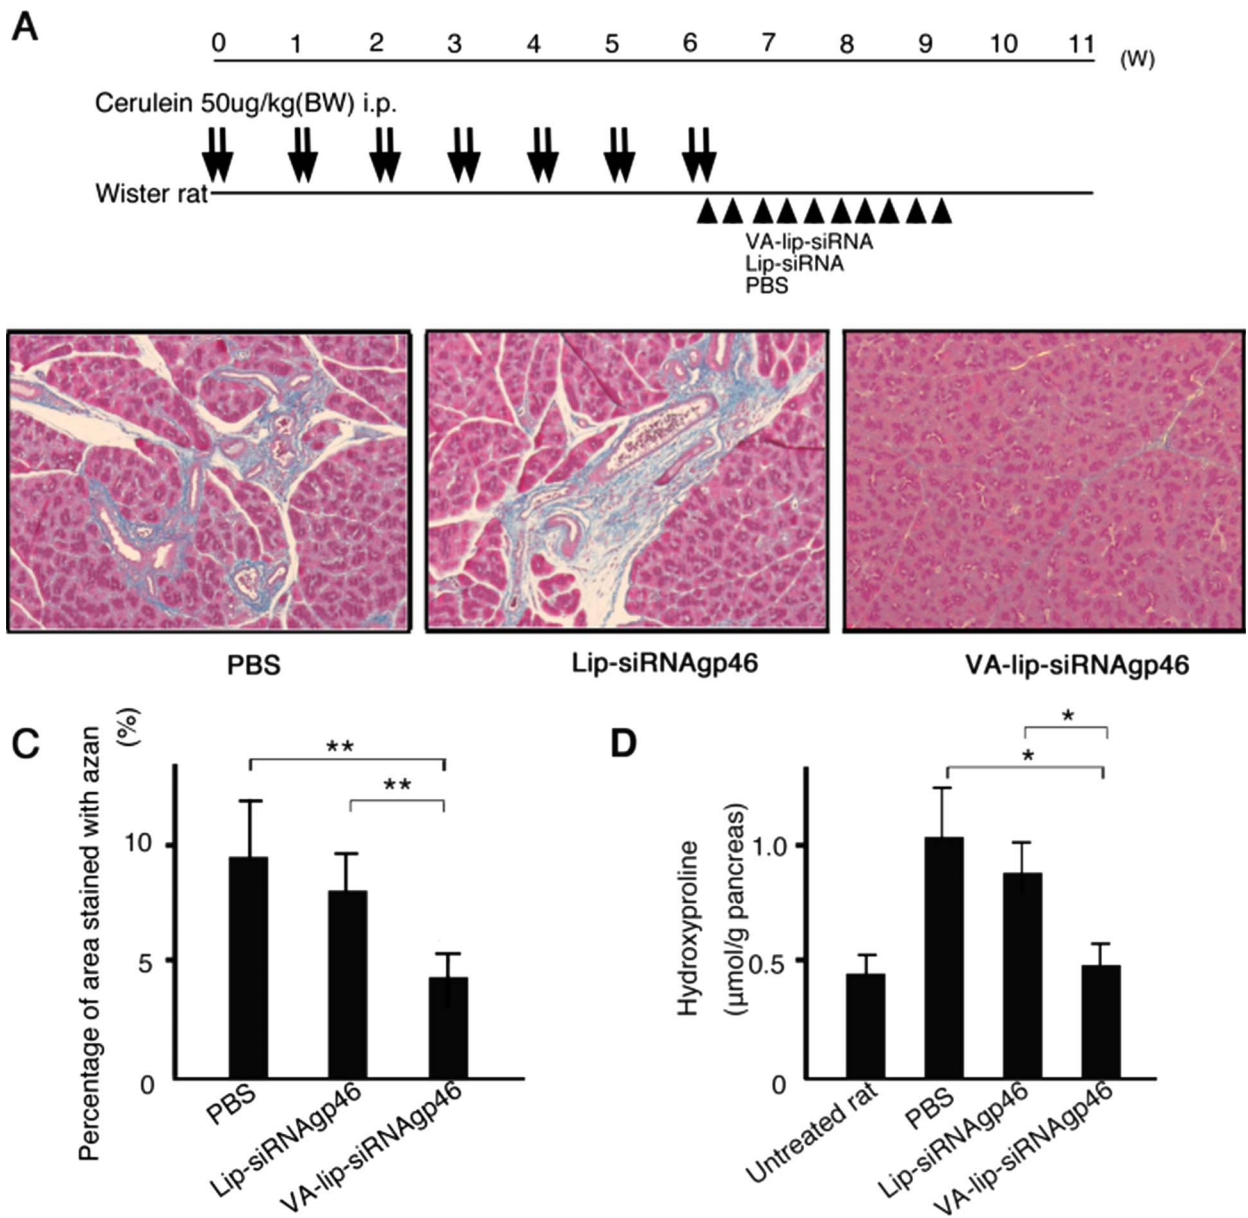 A
0 1 2 3 4 5 6 7 8 9 10 11 (W)
Cerulein 50ug/kg(BW) i.p.
Wister rat
VA-lip-siRNA
Lip-siRNA
PBS
PBS
Lip-siRNAgp46
VA-lip-siRNAgp46
C
Percentage of area stained with azan
(%)
**
**
10
5
0
PBS
Lip-siRNAgp46
VA-lip-siRNAgp46
D
Hydroxyproline
(µmol/g pancreas)
*
*
1.0
0.5
0
Untreated rat
PBS
Lip-siRNAgp46
VA-lip-siRNAgp46